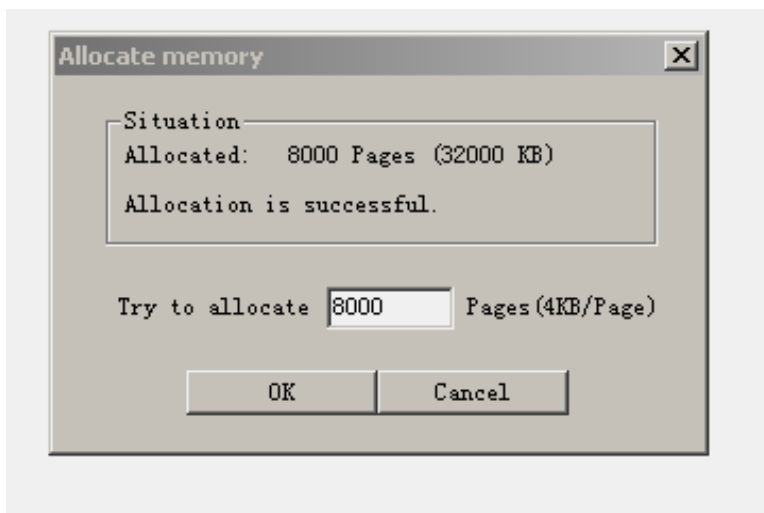 Allocate memory
Situation
Allocated: 8000 Pages (32000 KB)
Allocation is successful.
Try to allocate 8000 Pages(4KB/Page)
OK Cancel